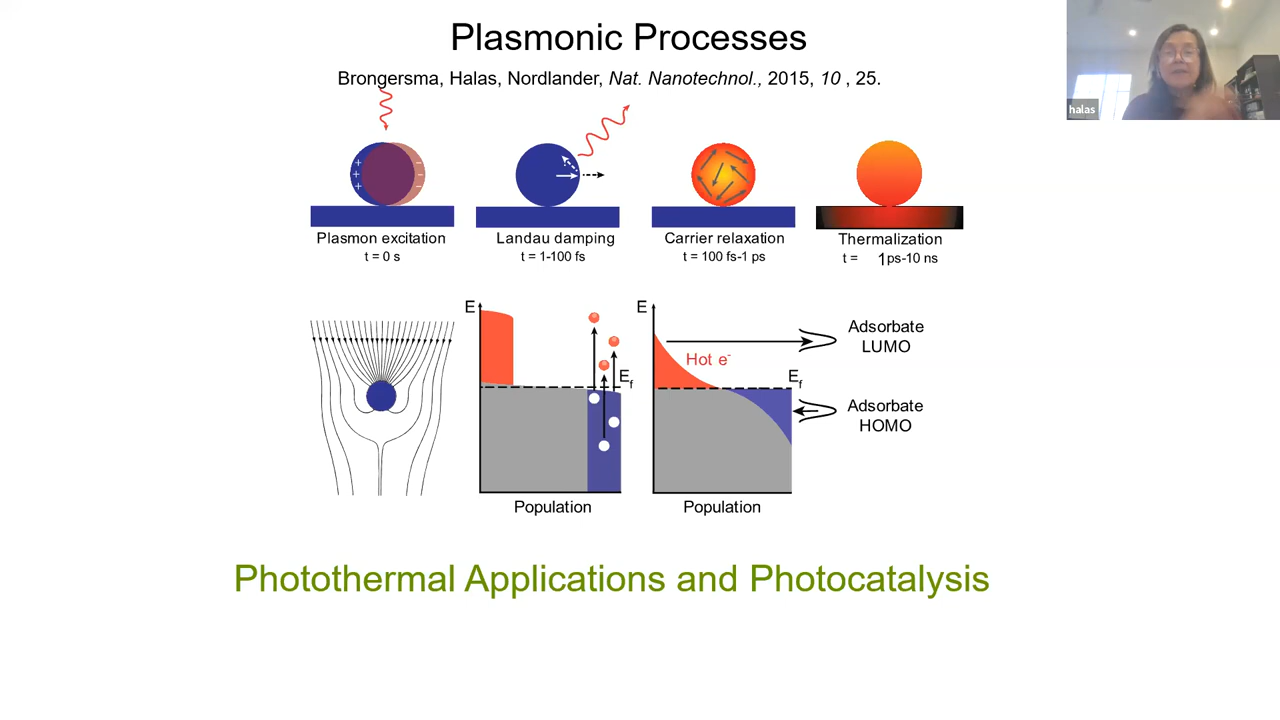 Plasmonic Processes
Brongersma, Halas, Nordlander, Nat. Nanotechnol., 2015, 10 , 25.
halas
+ + + - - -
Plasmon excitation
t = 0 s
Landau damping
t = 1-100 fs
Carrier relaxation
t = 100 fs-1 ps
Thermalization
t = 1ps-10 ns
E
Ef
Population
E
Hot e-
Ef
Population
Adsorbate
LUMO
Adsorbate
HOMO
Photothermal Applications and Photocatalysis